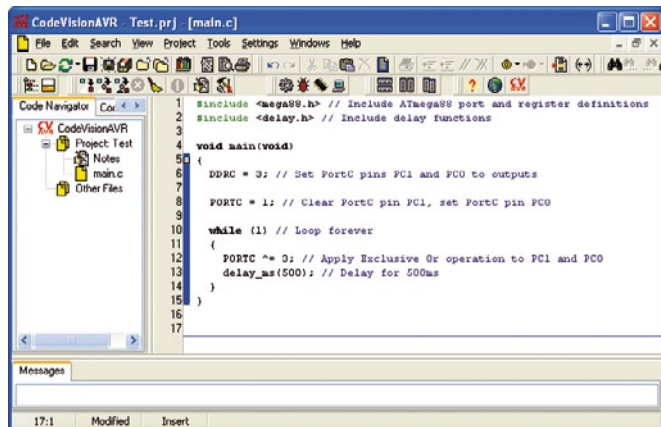 CodeVisionAVR - Test.prj - [main.c]
File Edit Search View Project Tools Settings Windows Help
Code Navigator Coc
CodeVisionAVR
Project: Test
Notes
main.c
Other Files
1 #include <mega88.h> // Include ATmega88 port and register definitions
2 #include <delay.h> // Include delay functions
3
4 void main(void)
5 {
6 DDRC = 3; // Set PortC pins PC1 and PC0 to outputs
7
8 PORTC = 1; // Clear PortC pin PC1, set PortC pin PC0
9
10 while (1) // Loop forever
11 {
12 PORTC ^= 3; // Apply Exclusive Or operation to PC1 and PC0
13 delay_ms(500); // Delay for 500ms
14 }
15 }
16
17
Messages
17:1 Modified Insert